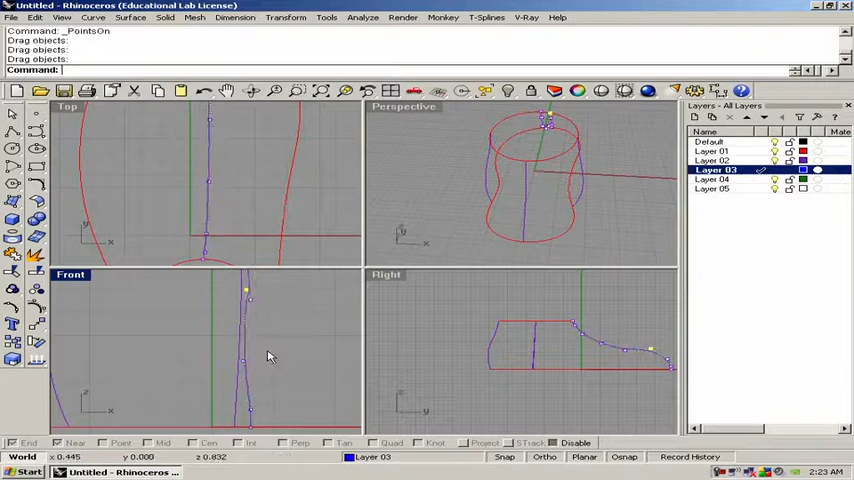 Untitled - Rhinoceros (Educational Lab License)
File Edit View Curve Surface Solid Mesh Dimension Transform Tools Analyze Render Monkey T-Splines V-Ray Help
Command: _PointsOn
Drag objects:
Drag objects:
Drag objects:
Command:
Top
Perspective
Layers - All Layers
Name Mate
Default
Layer 01
Layer 02
Layer 03
Layer 04
Layer 05
y
x
z
y
x
Front
Right
z
x
z
y
End Near Point Mid Cen Int Perp Tan Quad Knot Project STrack Disable
World x 0.445 y 0.000 z 0.832 Layer 03 Snap Ortho Planar Osnap Record History
Start Untitled - Rhinoceros (... 2:23 AM